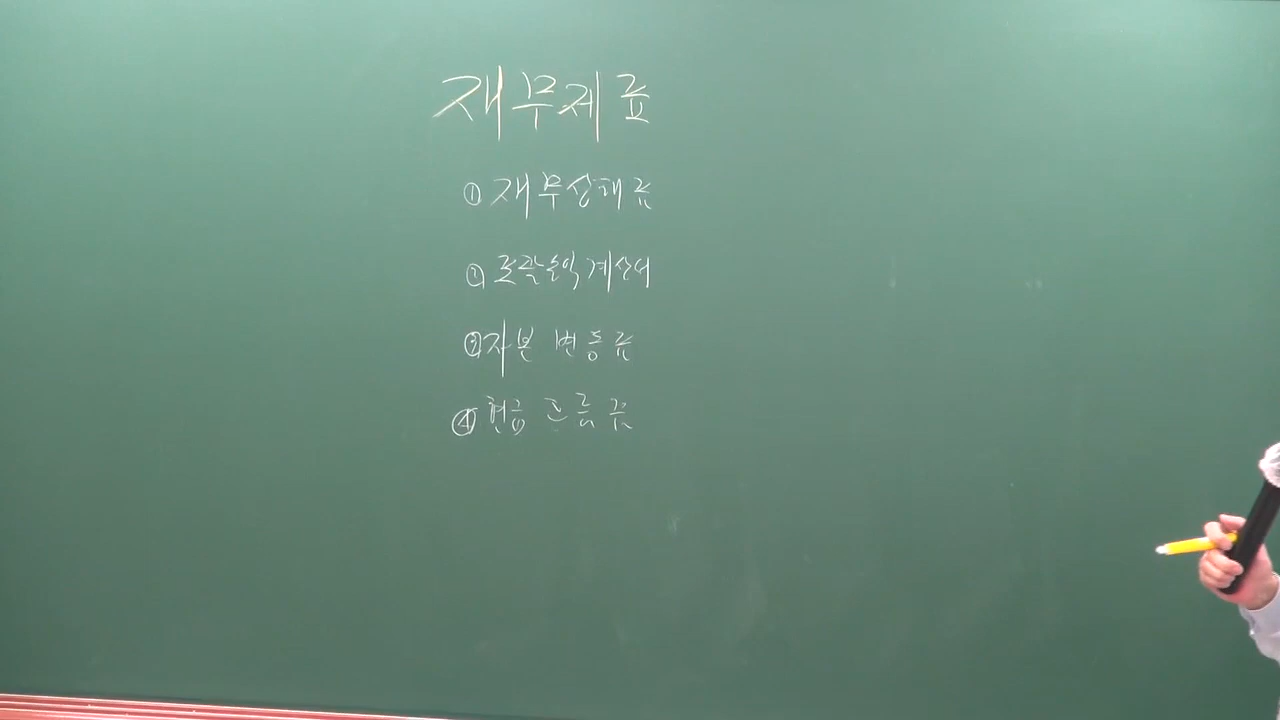 재무제표
① 재무상태표
② 포괄손익계산서
③ 자본변동표
④ 현금흐름표